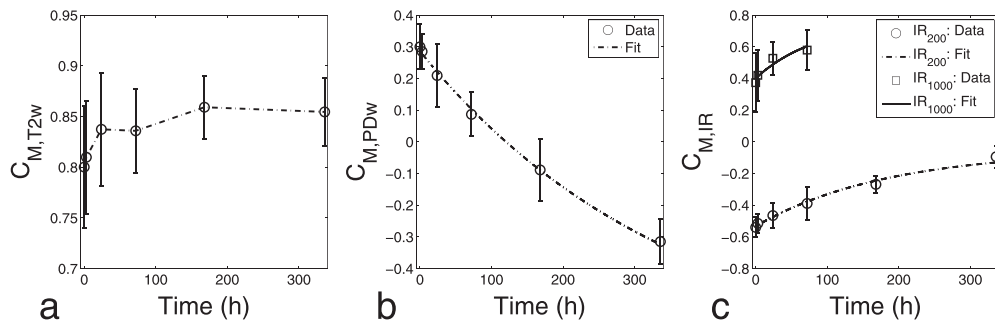 0.95
0.9
0.85
0.8
0.75
0.7
C_M,T2w
0
100
200
300
Time (h)
a
0.4
0.3
0.2
0.1
0
-0.1
-0.2
-0.3
-0.4
C_M,PDw
0
100
200
300
Time (h)
b
Data
Fit
0.8
0.6
0.4
0.2
0
-0.2
-0.4
-0.6
-0.8
C_M,IR
0
100
200
300
Time (h)
c
IR_200: Data
IR_200: Fit
IR_1000: Data
IR_1000: Fit